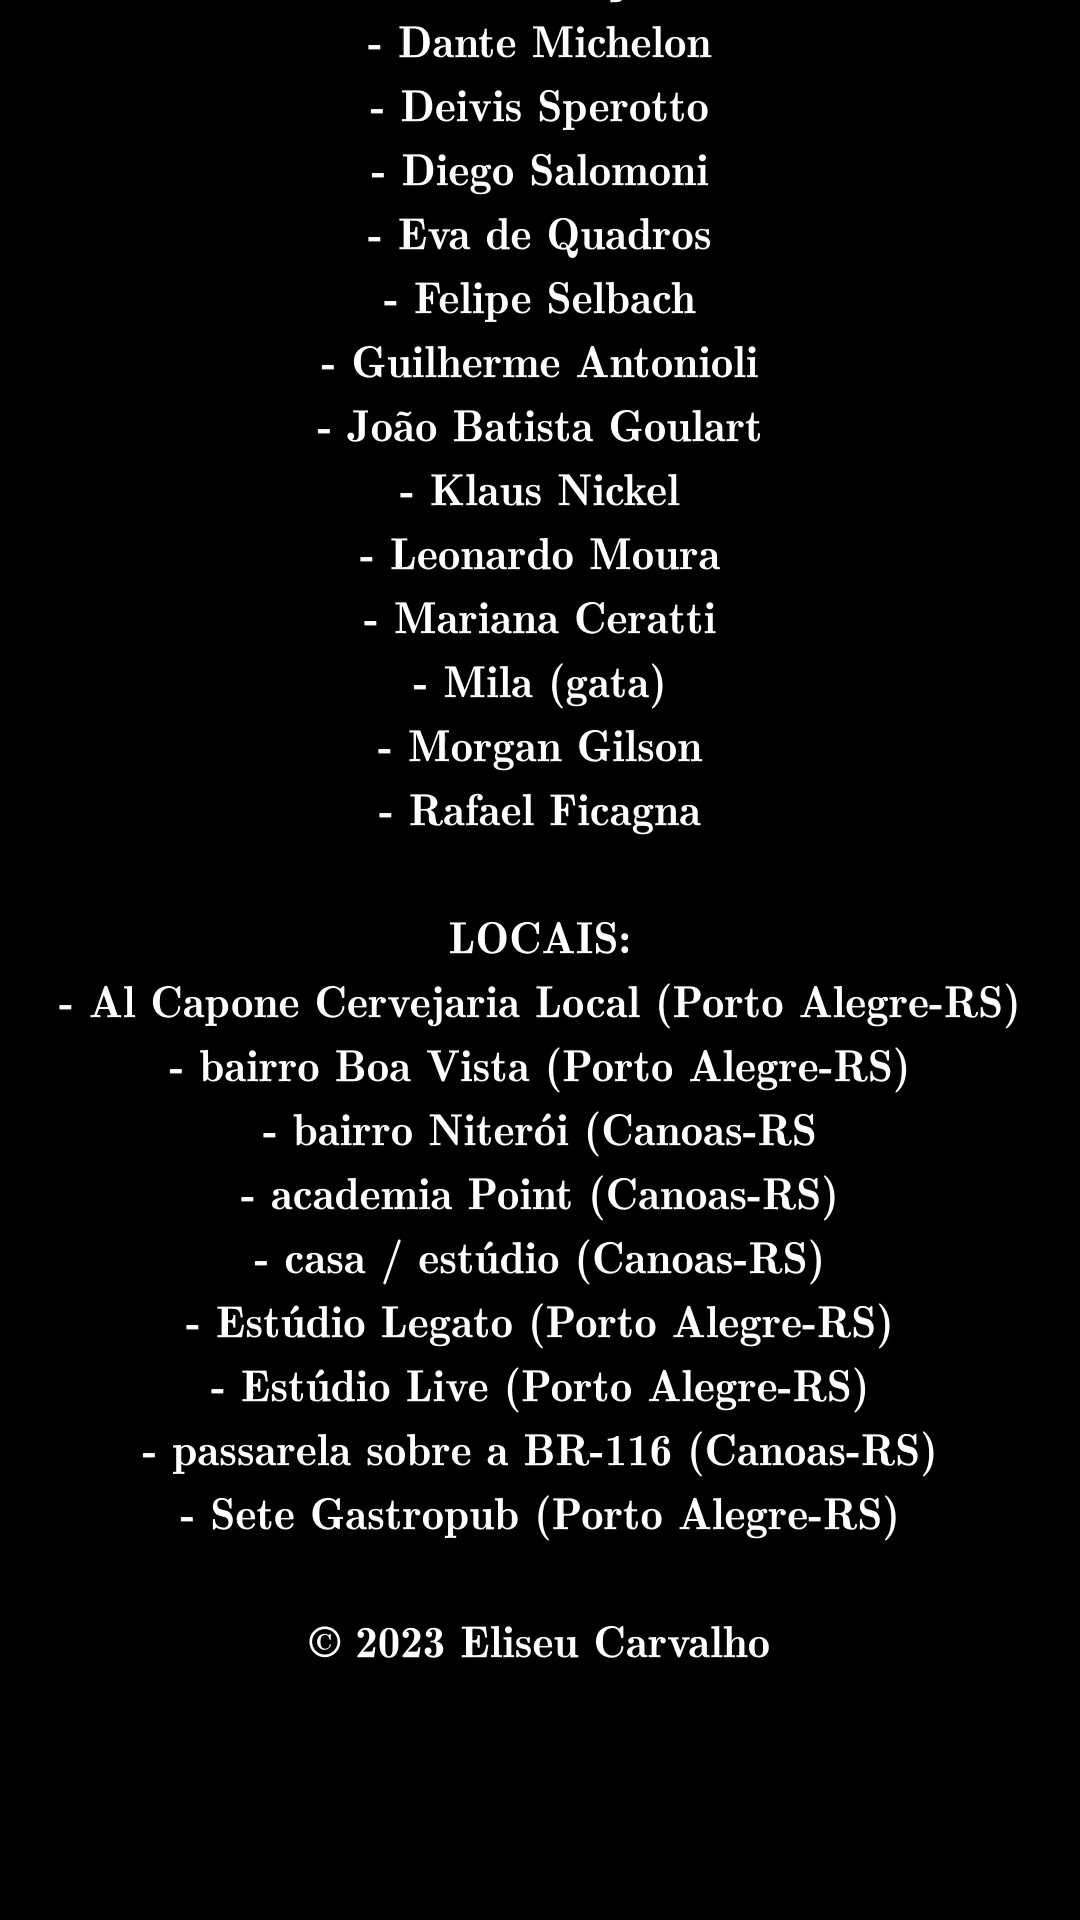 - Dante Michelon
- Deivis Sperotto
- Diego Salomoni
- Eva de Quadros
- Felipe Selbach
- Guilherme Antonioli
- João Batista Goulart
- Klaus Nickel
- Leonardo Moura
- Mariana Ceratti
- Mila (gata)
- Morgan Gilson
- Rafael Ficagna
LOCAIS:
- Al Capone Cervejaria Local (Porto Alegre-RS)
- bairro Boa Vista (Porto Alegre-RS)
- bairro Niterói (Canoas-RS
- academia Point (Canoas-RS)
- casa / estúdio (Canoas-RS)
- Estúdio Legato (Porto Alegre-RS)
- Estúdio Live (Porto Alegre-RS)
- passarela sobre a BR-116 (Canoas-RS)
- Sete Gastropub (Porto Alegre-RS)
© 2023 Eliseu Carvalho